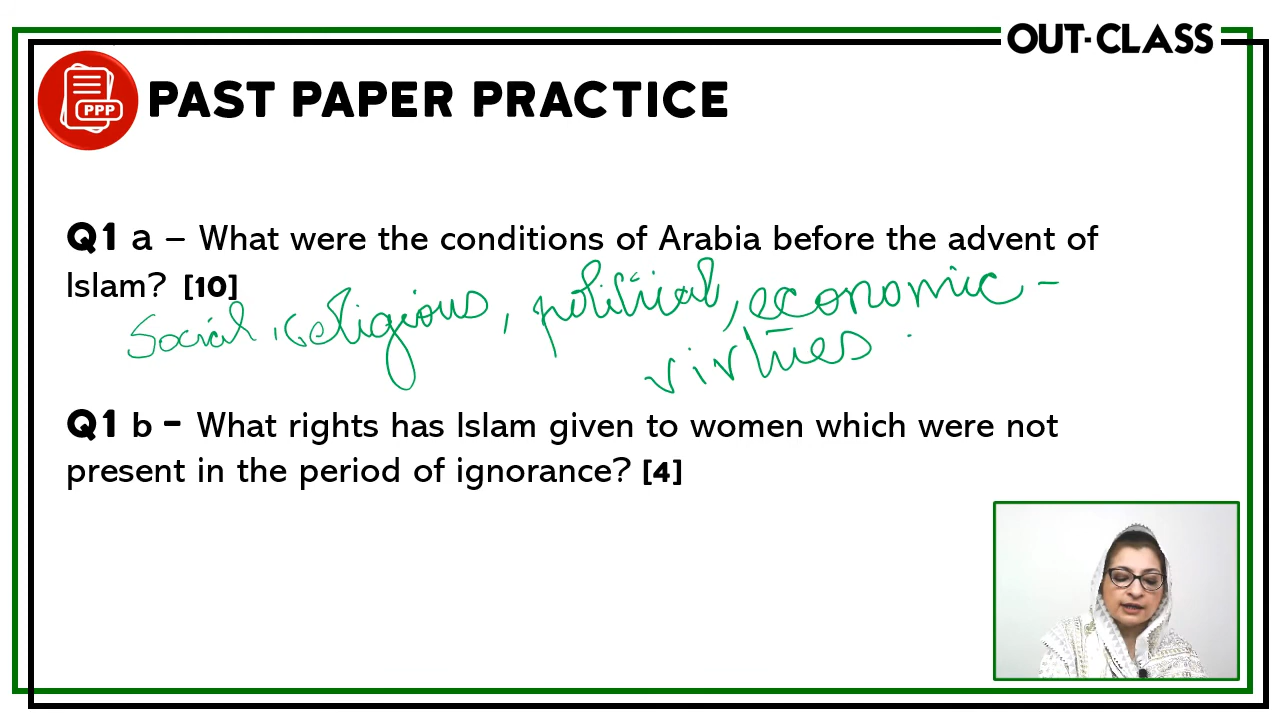 OUT-CLASS
PPP
PAST PAPER PRACTICE
Q1 a – What were the conditions of Arabia before the advent of
Islam? [10]
Social, religious, political, economic –
virtues.
Q1 b – What rights has Islam given to women which were not
present in the period of ignorance? [4]